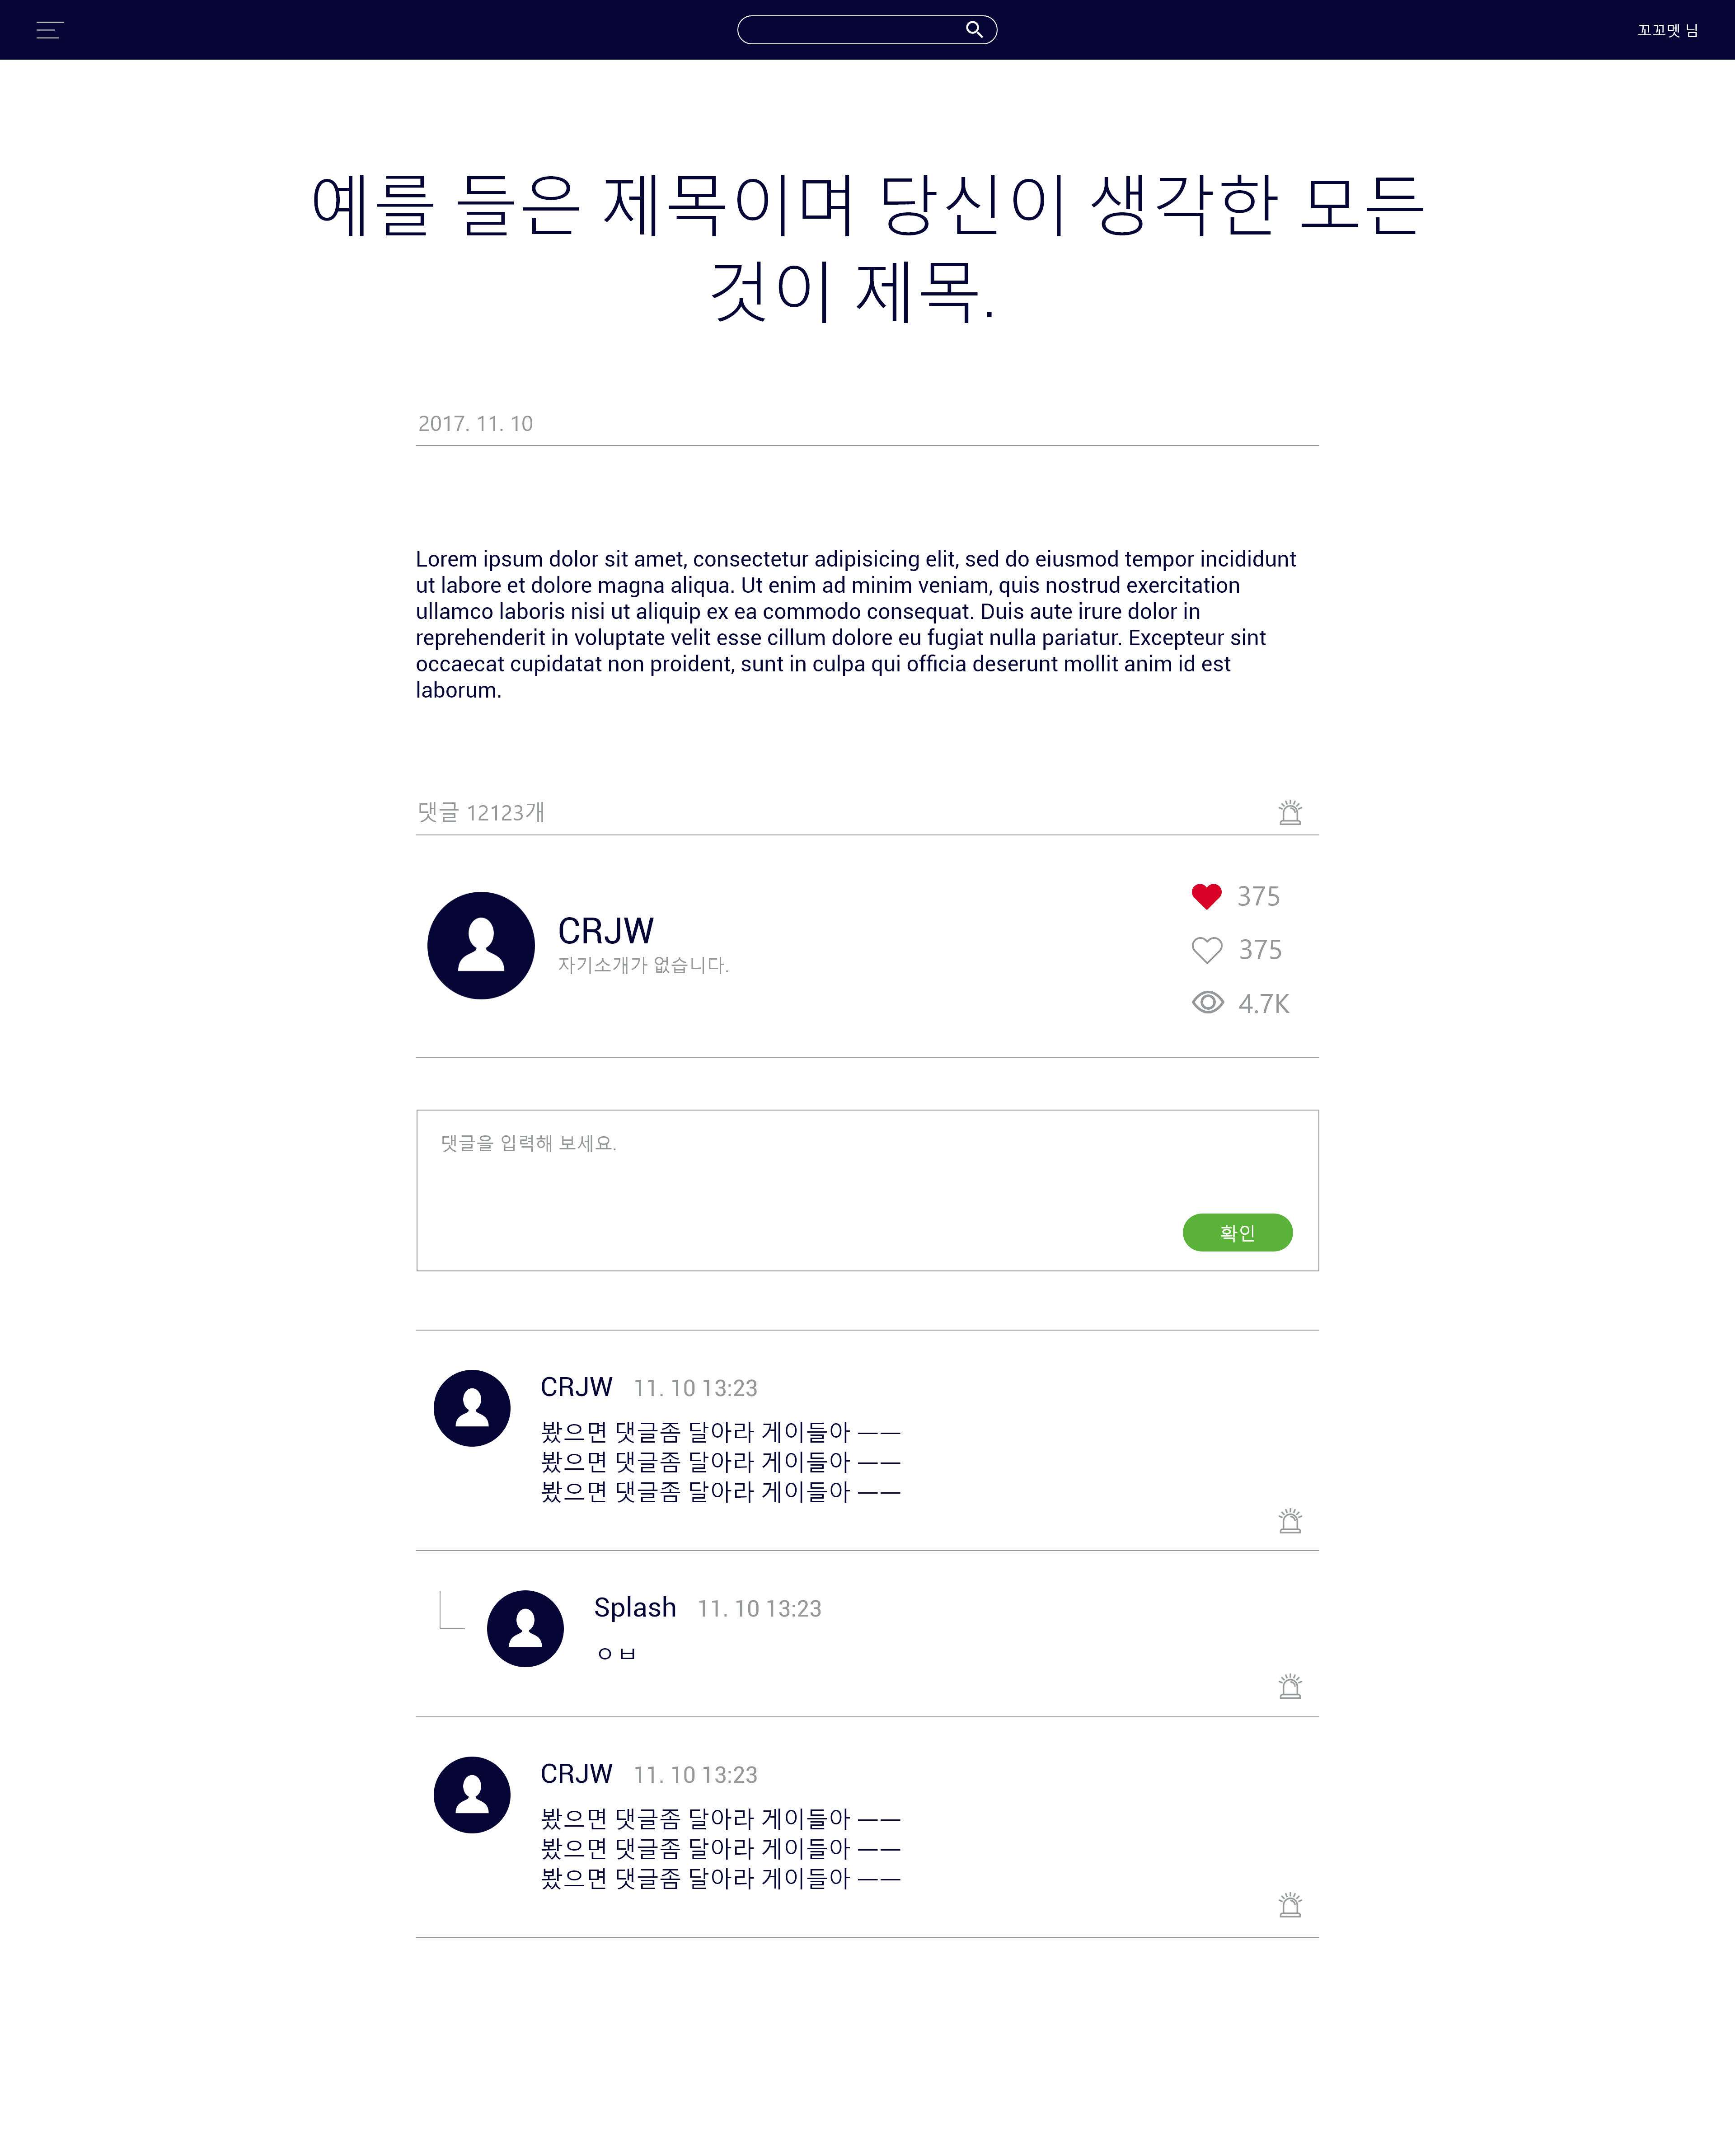 꼬꼬멧 님
예를 들은 제목이며 당신이 생각한 모든
것이 제목.
2017. 11. 10
Lorem ipsum dolor sit amet, consectetur adipisicing elit, sed do eiusmod tempor incididunt
ut labore et dolore magna aliqua. Ut enim ad minim veniam, quis nostrud exercitation
ullamco laboris nisi ut aliquip ex ea commodo consequat. Duis aute irure dolor in
reprehenderit in voluptate velit esse cillum dolore eu fugiat nulla pariatur. Excepteur sint
occaecat cupidatat non proident, sunt in culpa qui officia deserunt mollit anim id est
laborum.
댓글 12123개
375
CRJW
자기소개가 없습니다.
375
4.7K
댓글을 입력해 보세요.
확인
CRJW 11. 10 13:23
봤으면 댓글좀 달아라 게이들아 ㅡㅡ
봤으면 댓글좀 달아라 게이들아 ㅡㅡ
봤으면 댓글좀 달아라 게이들아 ㅡㅡ
Splash 11. 10 13:23
ㅇㅂ
CRJW 11. 10 13:23
봤으면 댓글좀 달아라 게이들아 ㅡㅡ
봤으면 댓글좀 달아라 게이들아 ㅡㅡ
봤으면 댓글좀 달아라 게이들아 ㅡㅡ